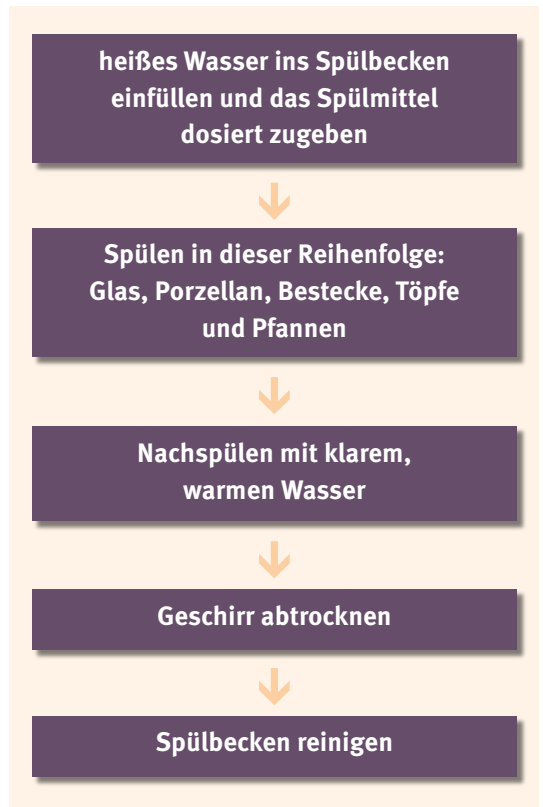 heißes Wasser ins Spülbecken
einfüllen und das Spülmittel
dosiert zugeben
Spülen in dieser Reihenfolge:
Glas, Porzellan, Bestecke, Töpfe
und Pfannen
Nachspülen mit klarem,
warmen Wasser
Geschirr abtrocknen
Spülbecken reinigen